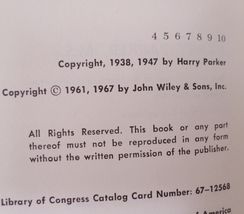 4 5 6 7 8 9 10
Copyright, 1938, 1947 by Harry Parker
Copyright © 1961, 1967 by John Wiley & Sons, Inc.
All Rights Reserved. This book or any part
thereof must not be reproduced in any form
without the written permission of the publisher.
Library of Congress Catalog Card Number: 67-12568
of America